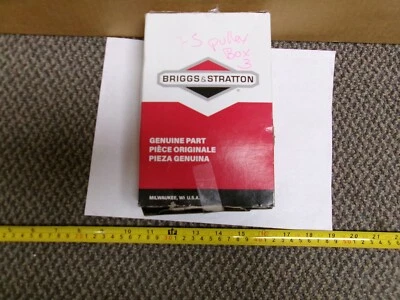 -S puller
Box
3
BRIGGS&STRATTON
GENUINE PART
PIÈCE ORIGINALE
PIEZA GENUINA
MILWAUKEE, WI U.S.A.